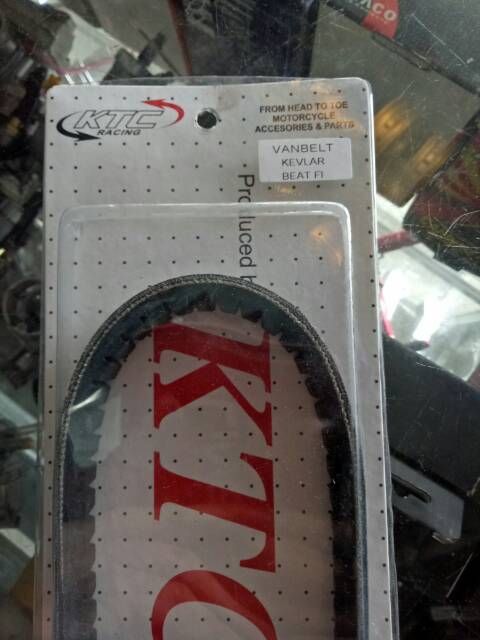 KTC
RACING
FROM HEAD TO TOE
MOTORCYCLE
ACCESORIES & PARTS
VANBELT
KEVLAR
BEAT FI
Produced
KTC